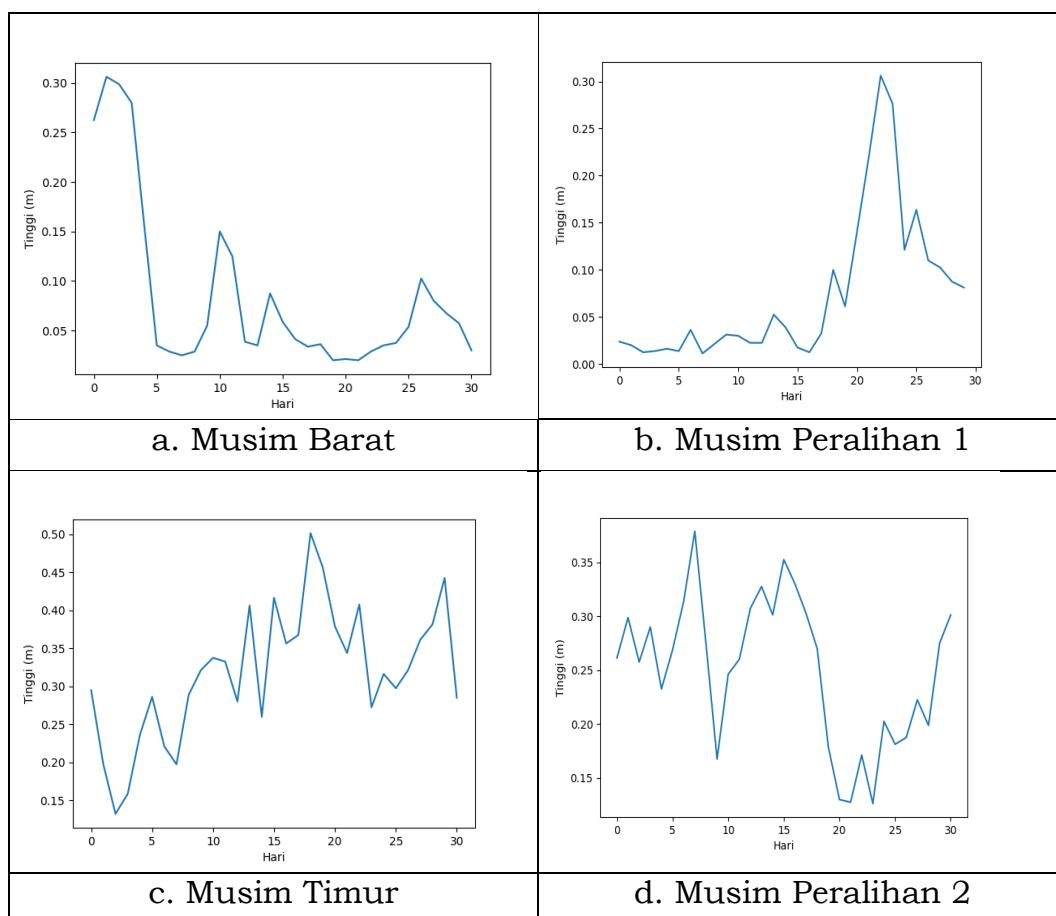 0.30
0.25
0.20
0.15
0.10
0.05
Tinggi (m)
0 5 10 15 20 25 30
Hari
a. Musim Barat
0.30
0.25
0.20
0.15
0.10
0.05
0.00
Tinggi (m)
0 5 10 15 20 25 30
Hari
b. Musim Peralihan 1
0.50
0.45
0.40
0.35
0.30
0.25
0.20
0.15
Tinggi (m)
0 5 10 15 20 25 30
Hari
c. Musim Timur
0.35
0.30
0.25
0.20
0.15
Tinggi (m)
0 5 10 15 20 25 30
Hari
d. Musim Peralihan 2